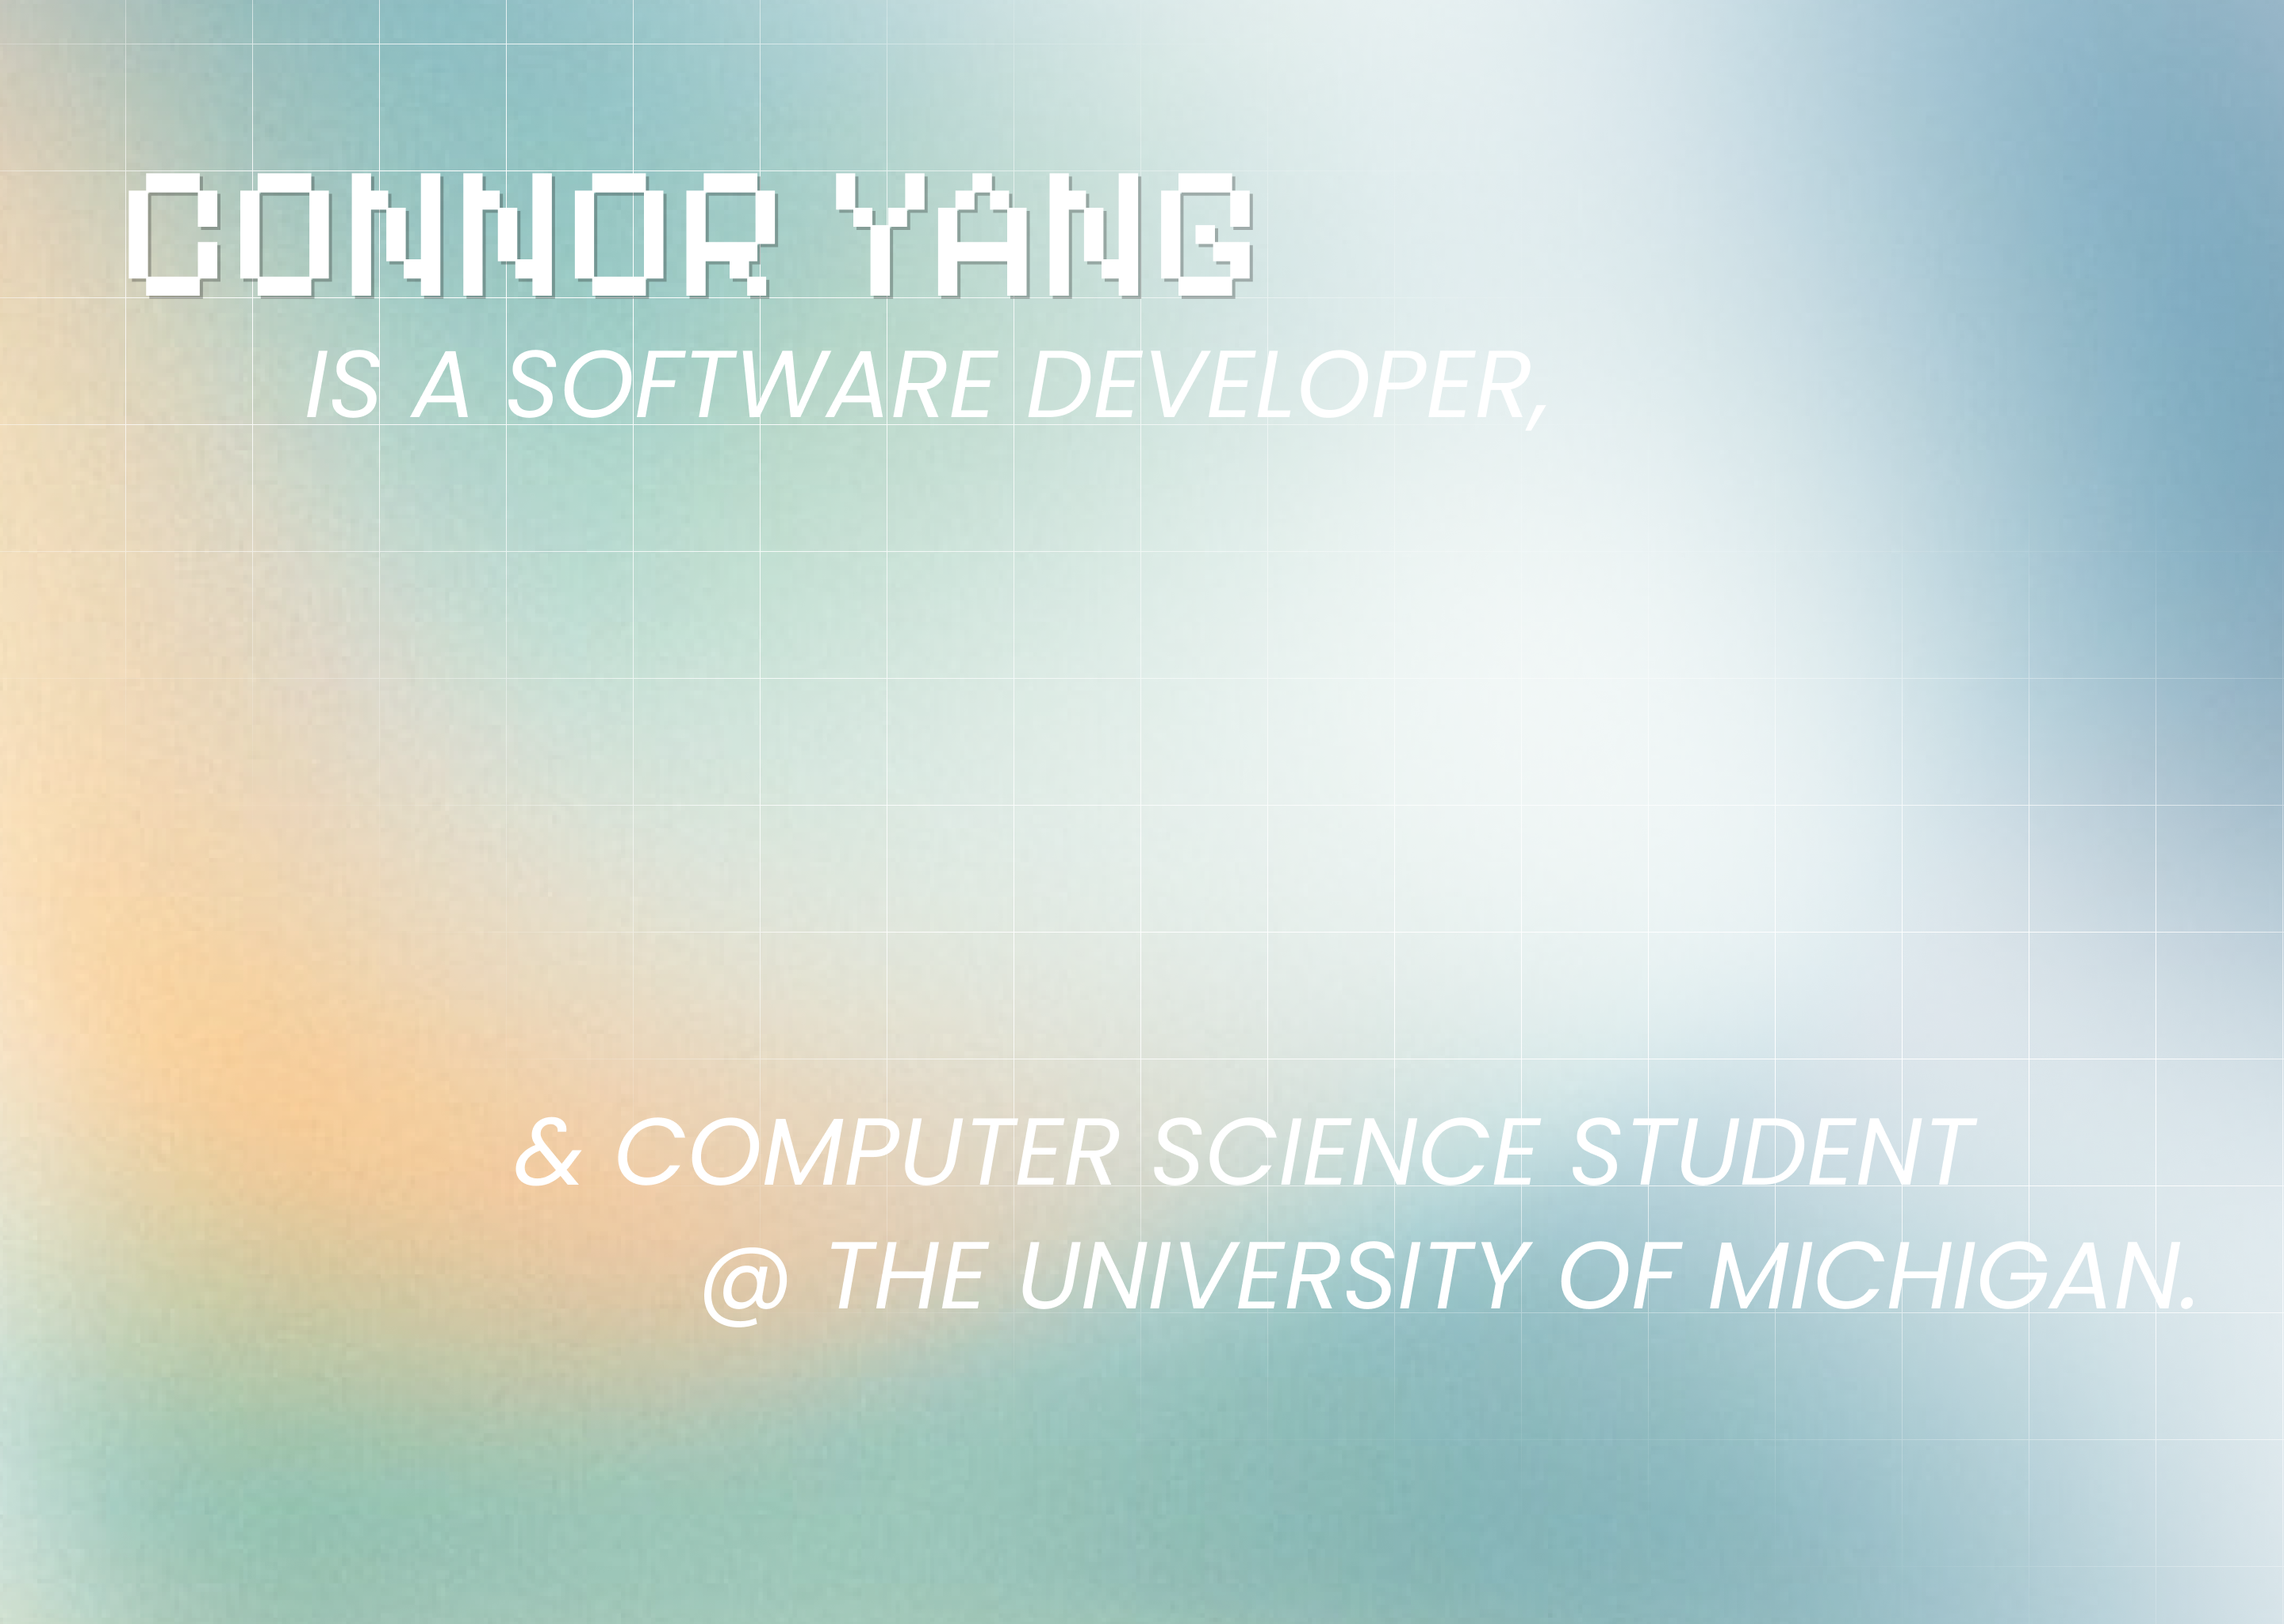 CONNOR YANG
IS A SOFTWARE DEVELOPER,
& COMPUTER SCIENCE STUDENT
@ THE UNIVERSITY OF MICHIGAN.